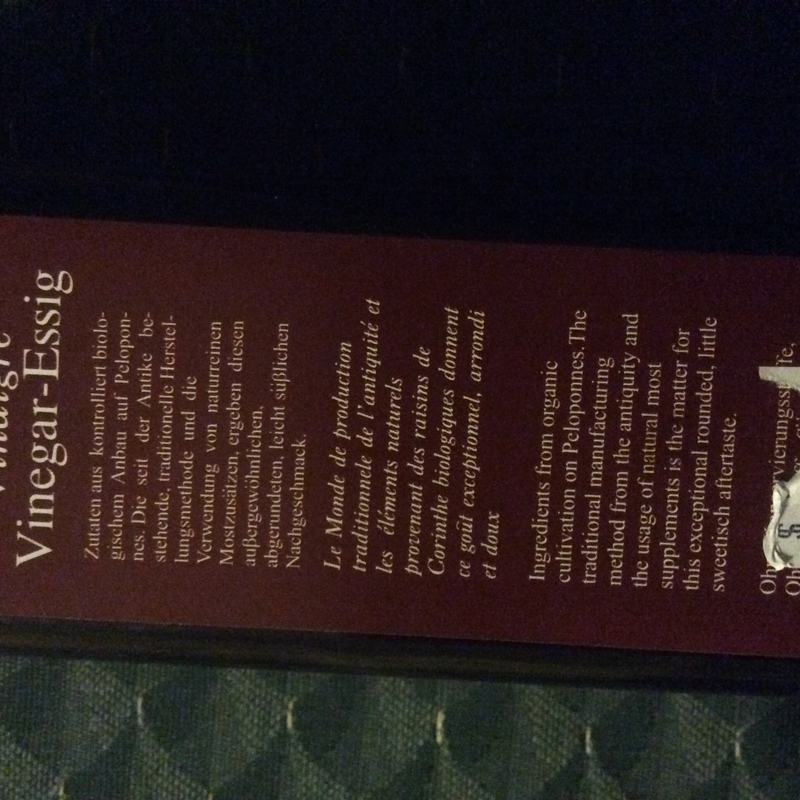 Vinegar-Essig
Zutaten aus kontrolliert biolo-
gischem Anbau auf Pelopon-
nes. Die seit der Antike be-
stehende, traditionelle Herstel-
lungsmethode und die
Verwendung von naturreinen
Mostzusätzen, ergeben diesen
außergewöhnlichen,
abgerundeten, leicht süßlichen
Nachgeschmack.
Le Monde de production
traditionnale de l'antiquité et
les éléments naturels
provenant des raisins de
Corinthe biologiques donnent
ce goût exceptionnel, arrondi
et doux
Ingredients from organic
cultivation on Peloponnes.The
traditional manufacturing
method from the antiquity and
the usage of natural most
supplements is the matter for
this exceptional rounded, little
sweetisch aftertaste.